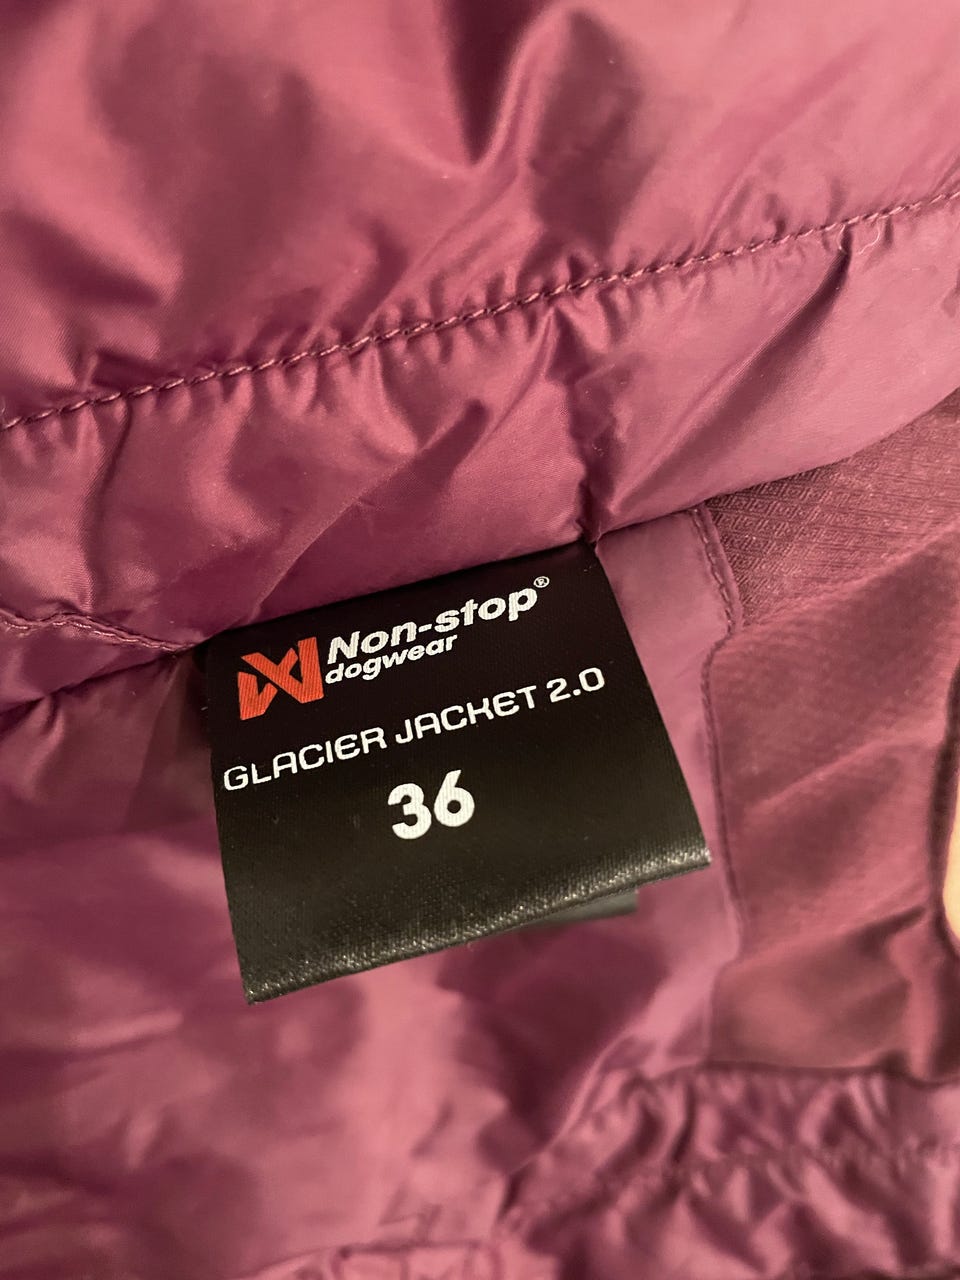 Non-stop®
dogwear
GLACIER JACKET 2.0
36